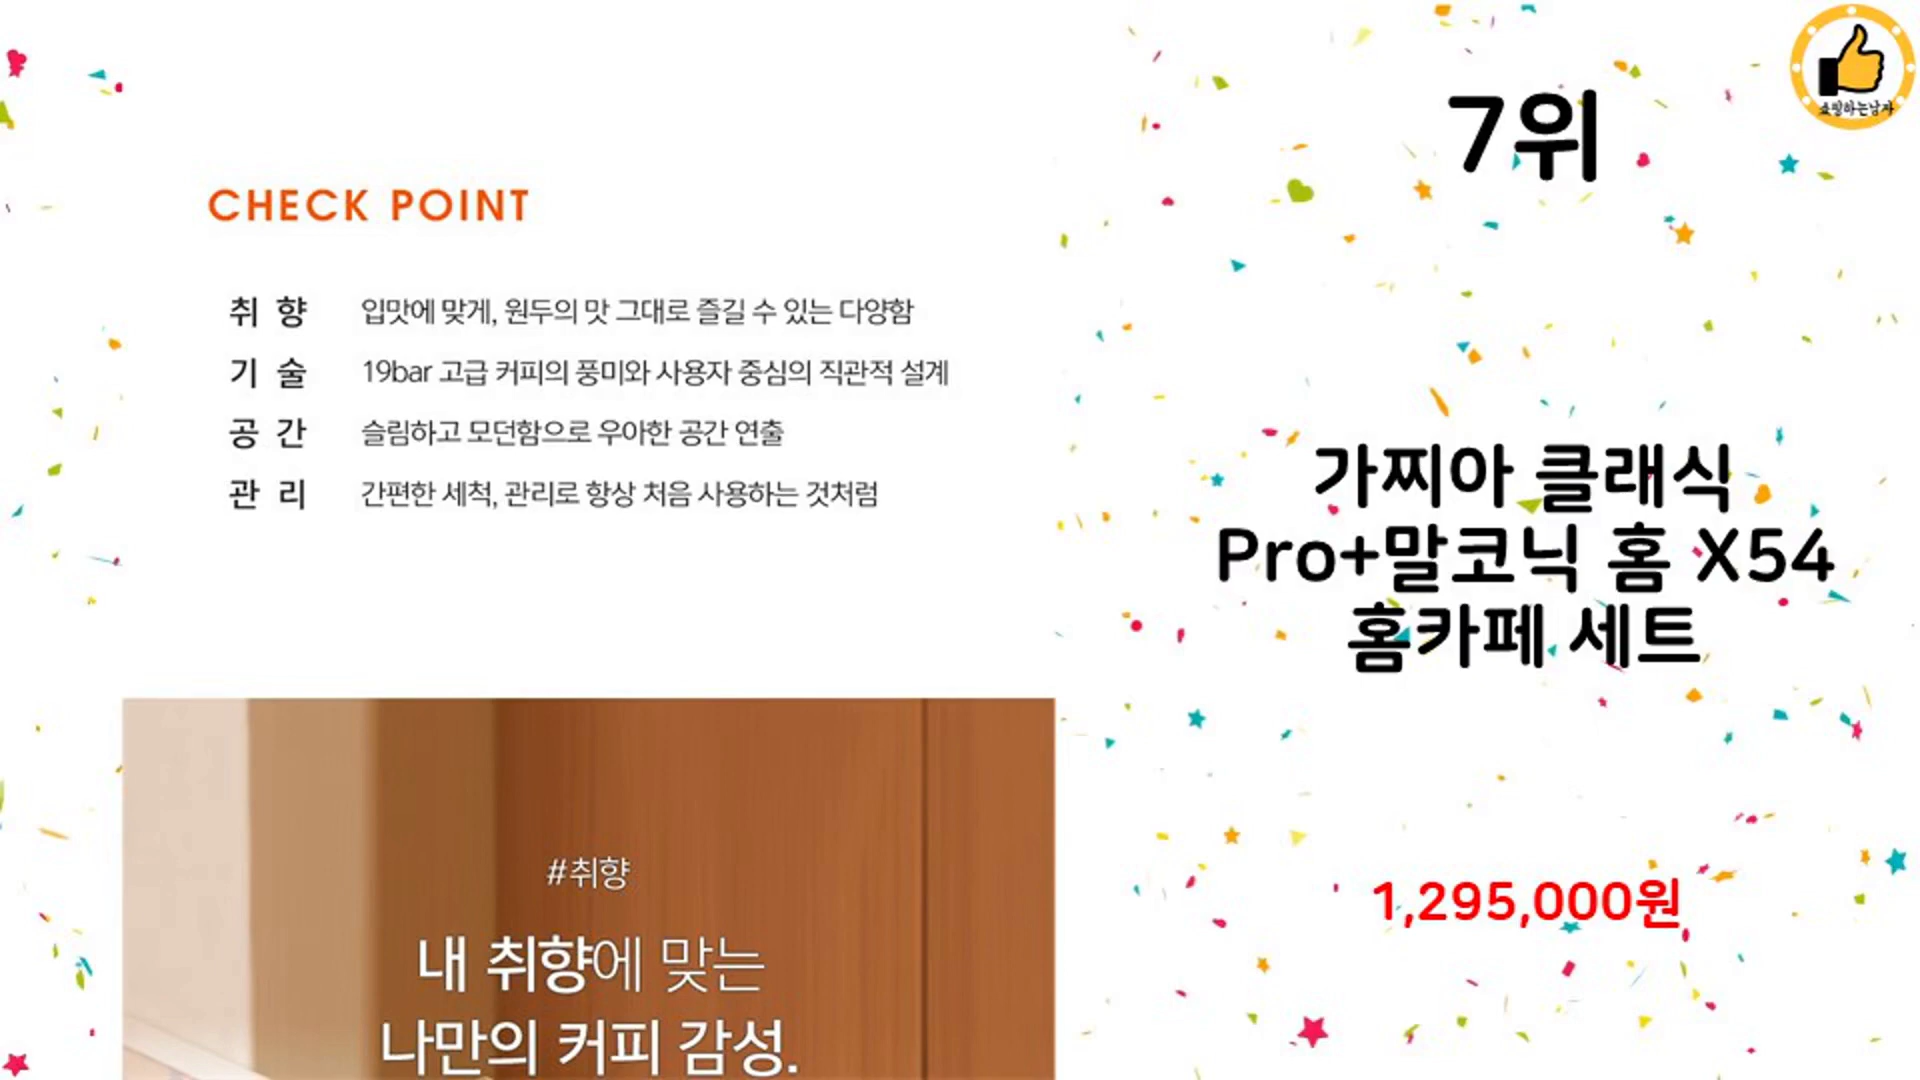 CHECK POINT
취 향 입맛에 맞게, 원두의 맛 그대로 즐길 수 있는 다양함
기 술 19bar 고급 커피의 풍미와 사용자 중심의 직관적 설계
공 간 슬림하고 모던함으로 우아한 공간 연출
관 리 간편한 세척, 관리로 항상 처음 사용하는 것처럼
#취향
내 취향에 맞는
나만의 커피 감성.
쇼핑하는남자
7위
가찌아 클래식
Pro+말코닉 홈 X54
홈카페 세트
1,295,000원